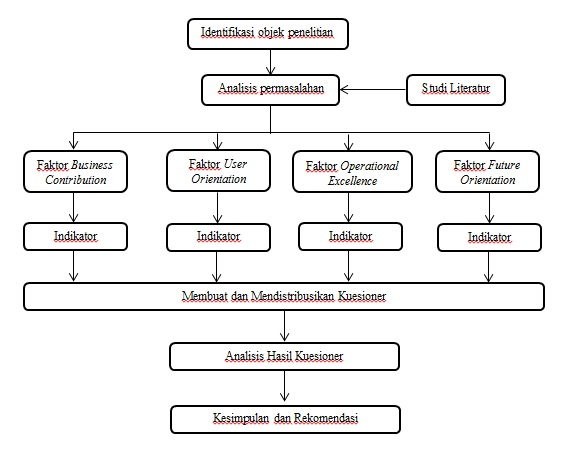 Identifikasi objek penelitian
Analisis permasalahan
Studi Literatur
Faktor Business
Contribution
Faktor User
Orientation
Faktor Operational
Excellence
Faktor Future
Orientation
Indikator
Indikator
Indikator
Indikator
Membuat dan Mendistribusikan Kuesioner
Analisis Hasil Kuesioner
Kesimpulan dan Rekomendasi